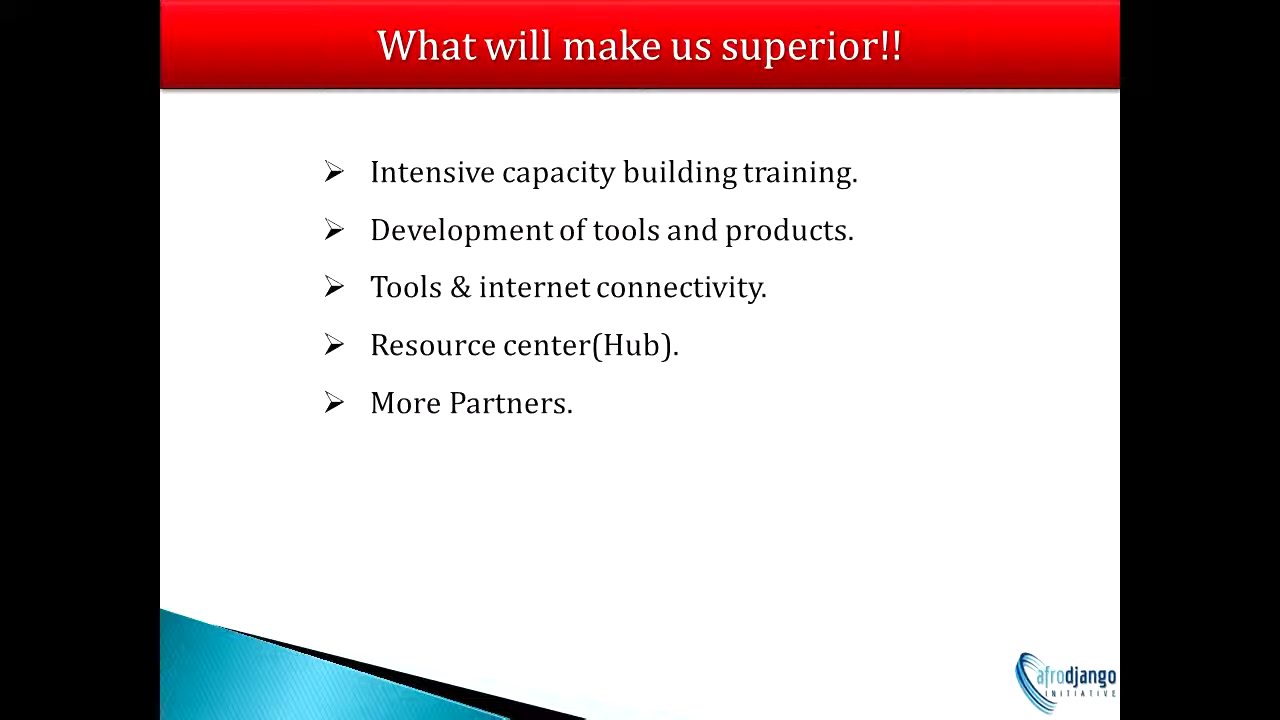 What will make us superior!!
Intensive capacity building training.
Development of tools and products.
Tools & internet connectivity.
Resource center(Hub).
More Partners.
afrodjango
INITIATIVE